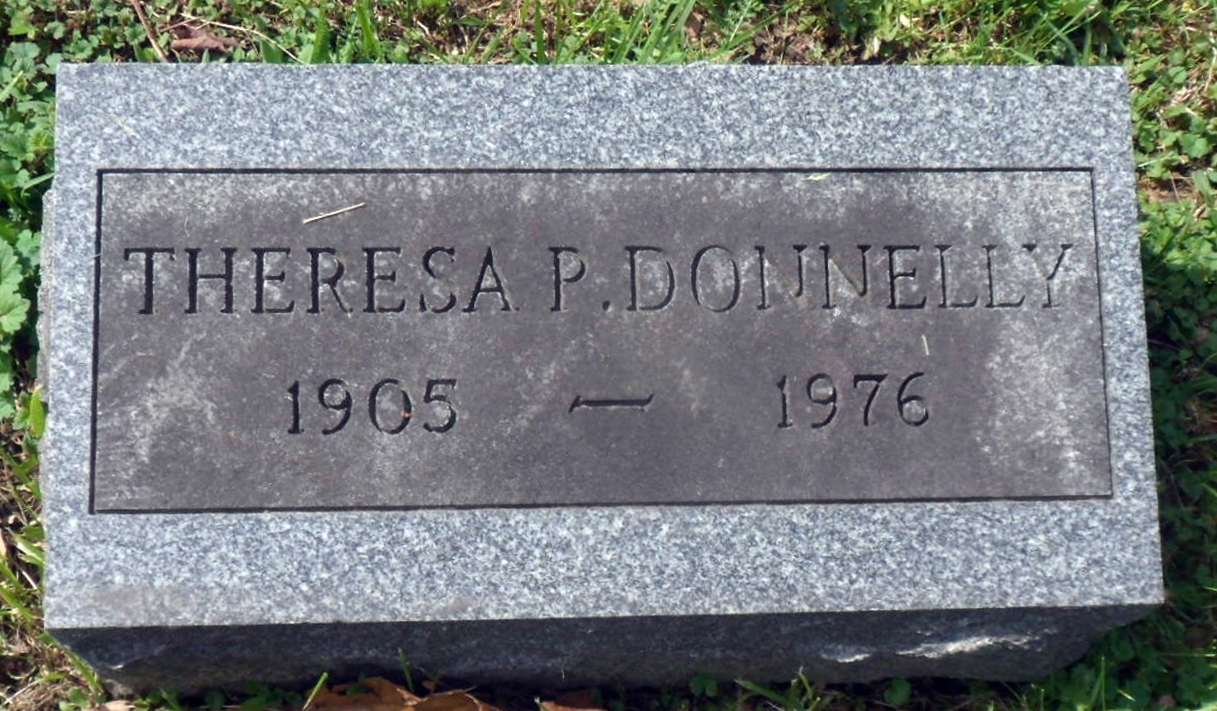 THERESA P. DONNELLY
1905 — 1976